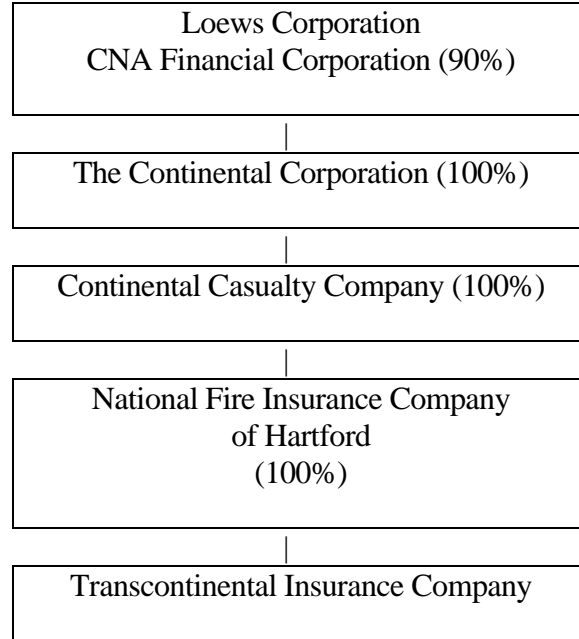 Loews Corporation
CNA Financial Corporation (90%)
The Continental Corporation (100%)
Continental Casualty Company (100%)
National Fire Insurance Company
of Hartford
(100%)
Transcontinental Insurance Company